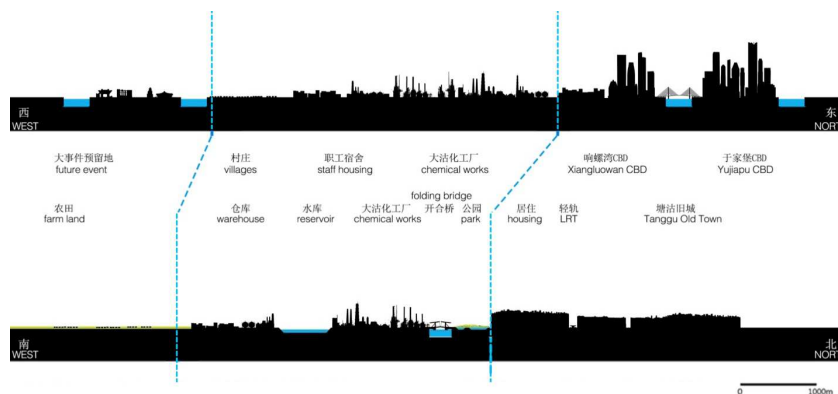 西 东
WEST NORT
大事件预留地 村庄 职工宿舍 大沽化工厂 响螺湾CBD 于家堡CBD
future event villages staff housing chemical works Xiangluowan CBD Yujiapu CBD
folding bridge
农田 仓库 水库 大沽化工厂 开合桥 公园 居住 轻轨 塘沽旧城
farm land warehouse reservoir chemical works park housing LRT Tanggu Old Town
南 北
WEST NORT
0 1000m